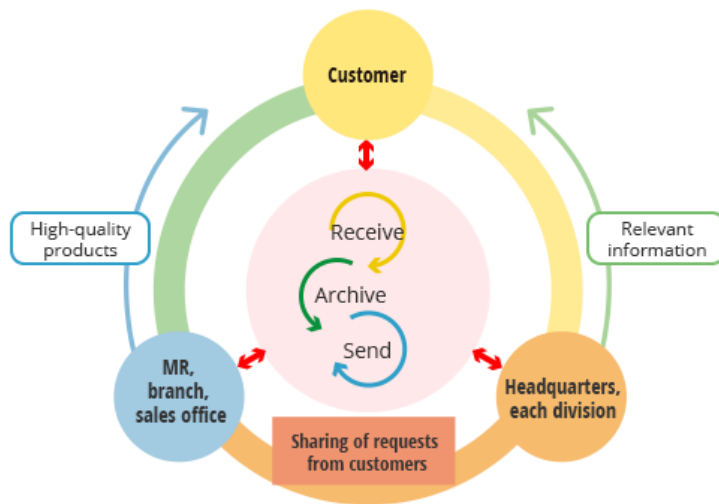 Customer
High-quality
products
Relevant
information
Receive
Archive
Send
MR,
branch,
sales office
Headquarters,
each division
Sharing of requests
from customers